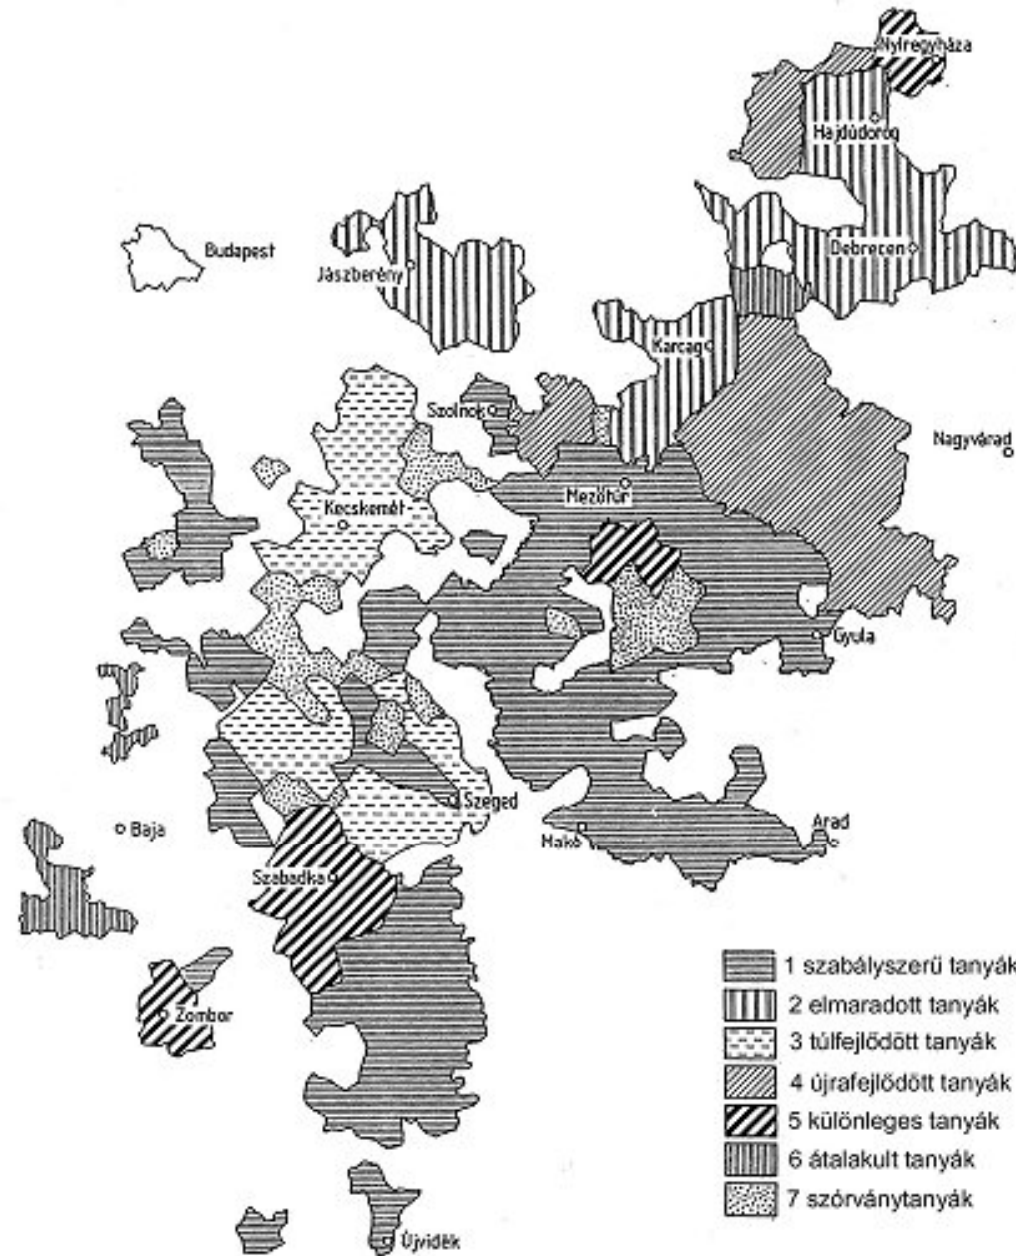 Nyíregyháza
Hajdúdorog
Budapest
Debrecen
Jászberény
Karcag
Szolnok
Nagyvárad
Mezőtúr
Kecskemét
Gyula
Szeged
Arad
Baja
Makó
Szabadka
Zombor
Újvidék
1 szabályszerű tanyák
2 elmaradott tanyák
3 túlfejlődött tanyák
4 újrafejlődött tanyák
5 különleges tanyák
6 átalakult tanyák
7 szórványtanyák